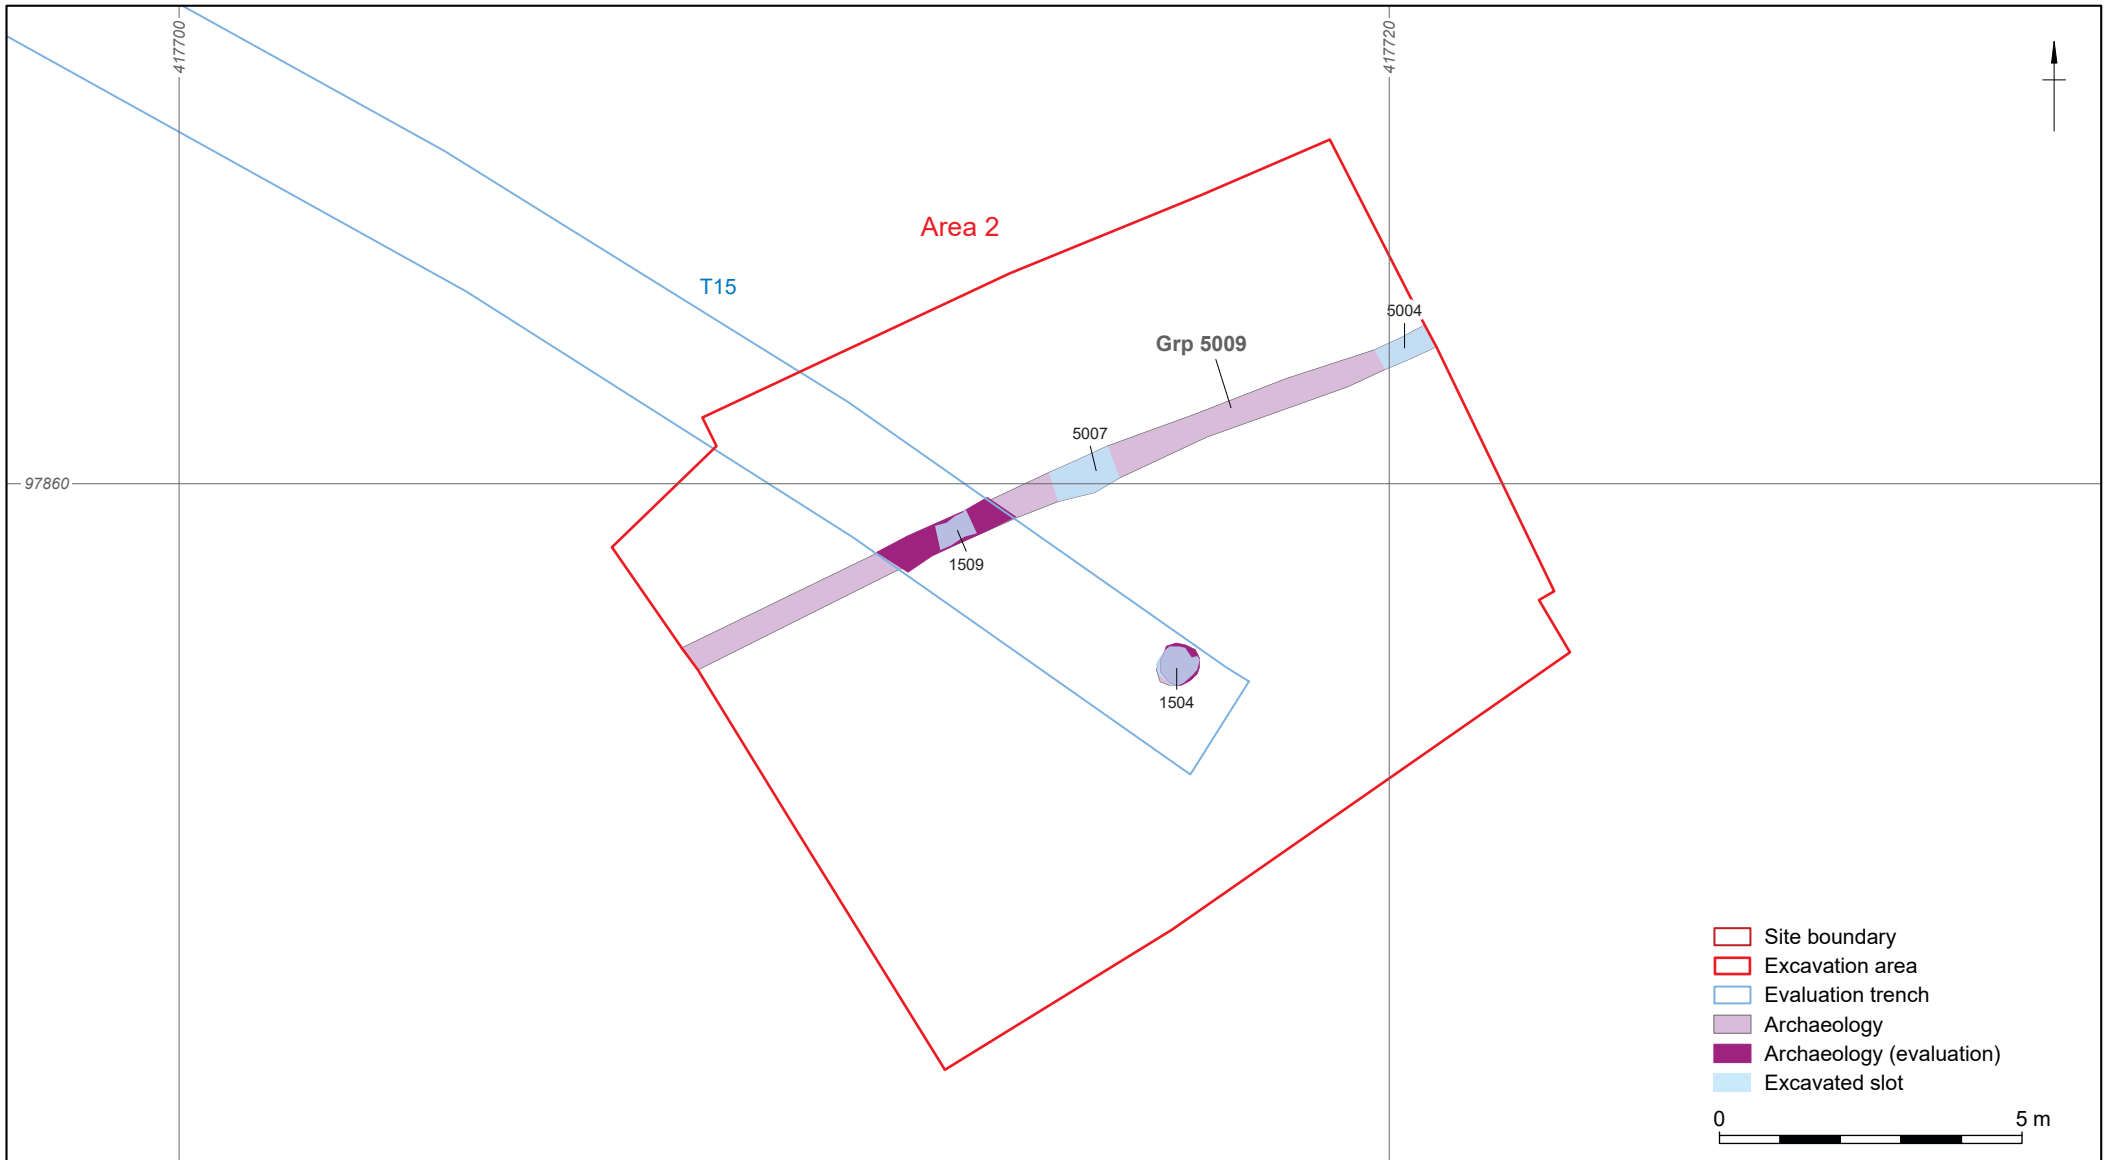 417700
417720
Area 2
T15
5004
Grp 5009
5007
97860
1509
1504
Site boundary
Excavation area
Evaluation trench
Archaeology
Archaeology (evaluation)
Excavated slot
0 5 m